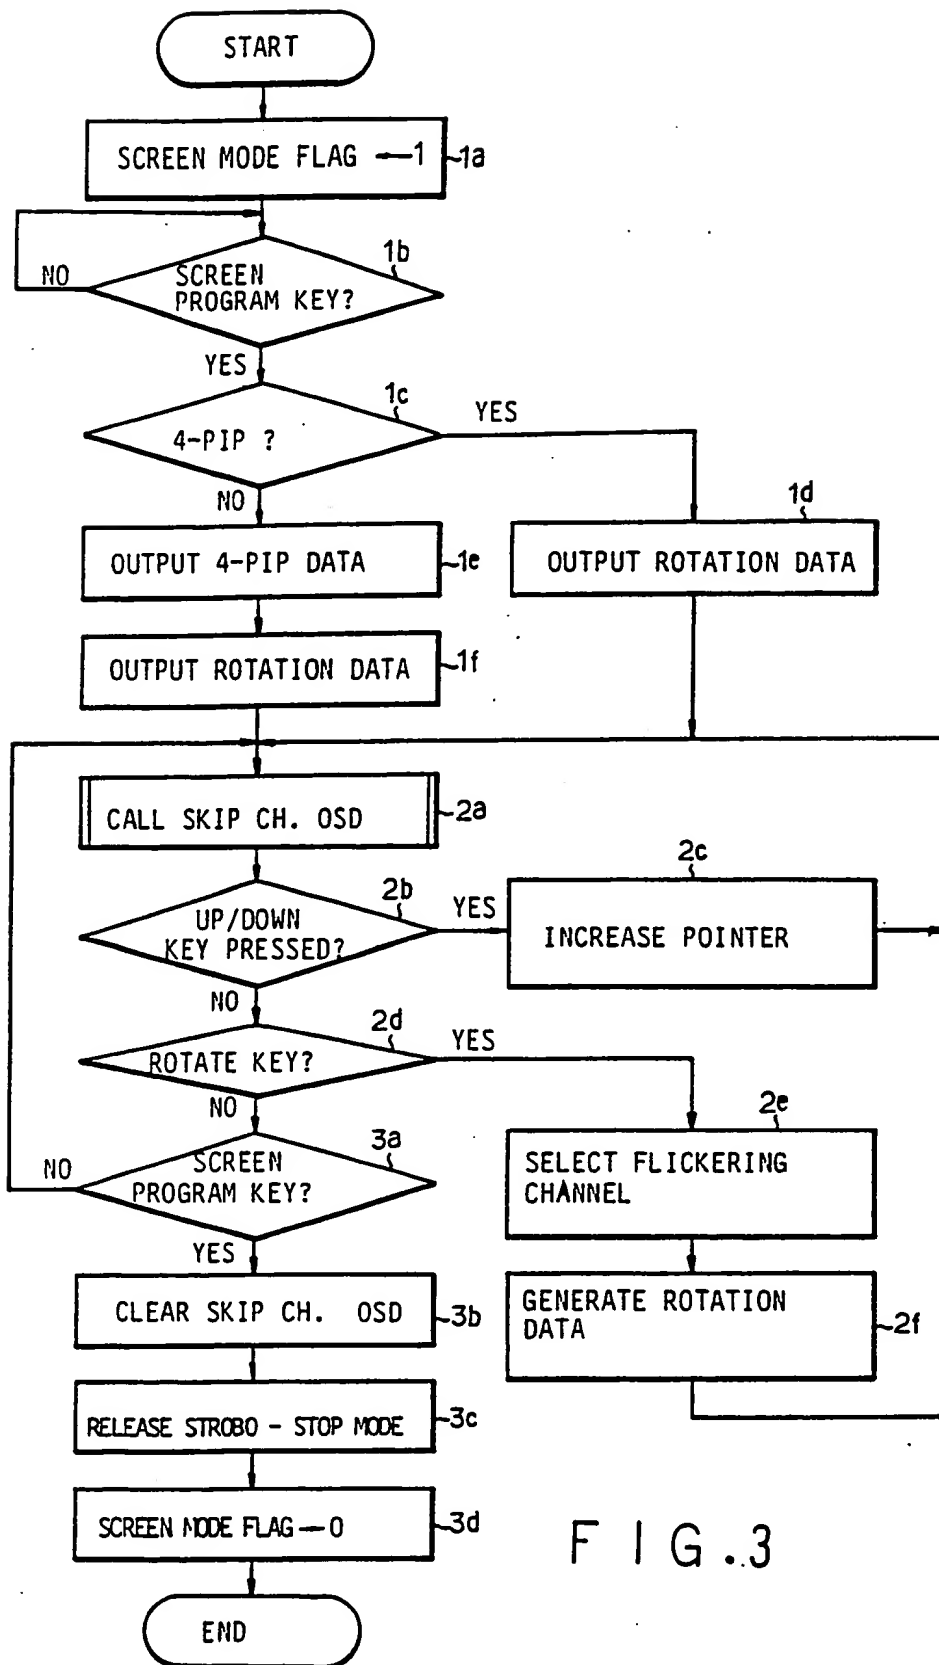 START
SCREEN MODE FLAG ←1
1a
1b
NO
SCREEN
PROGRAM KEY?
YES
1c
YES
4-PIP ?
NO
1d
OUTPUT 4-PIP DATA
1e
OUTPUT ROTATION DATA
OUTPUT ROTATION DATA
1f
CALL SKIP CH. OSD
2a
2c
2b
YES
UP/DOWN
KEY PRESSED?
INCREASE POINTER
NO
2d
YES
ROTATE KEY?
NO
2e
3a
NO
SCREEN
PROGRAM KEY?
SELECT FLICKERING
CHANNEL
YES
CLEAR SKIP CH. OSD
3b
GENERATE ROTATION
DATA
2f
RELEASE STROBO - STOP MODE
3c
SCREEN MODE FLAG ←0
3d
FIG.3
END